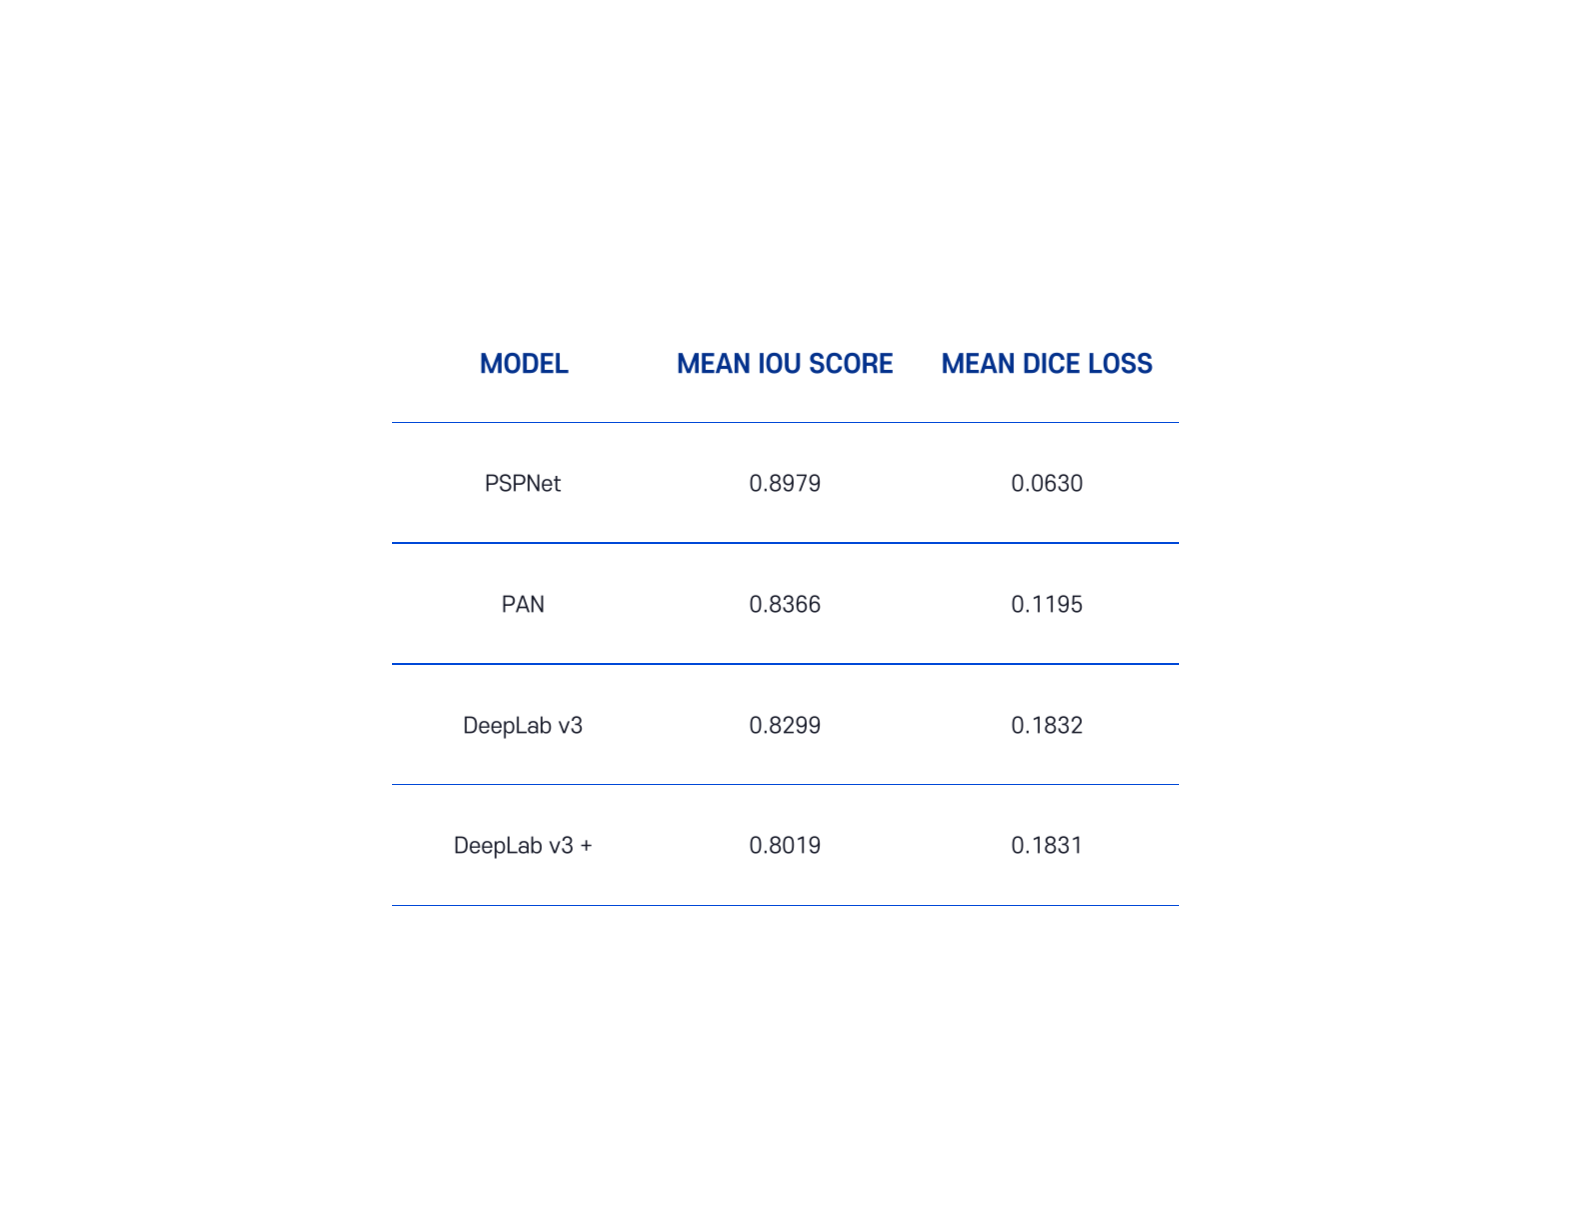 MODEL MEAN IOU SCORE MEAN DICE LOSS
PSPNet 0.8979 0.0630
PAN 0.8366 0.1195
DeepLab v3 0.8299 0.1832
DeepLab v3 + 0.8019 0.1831